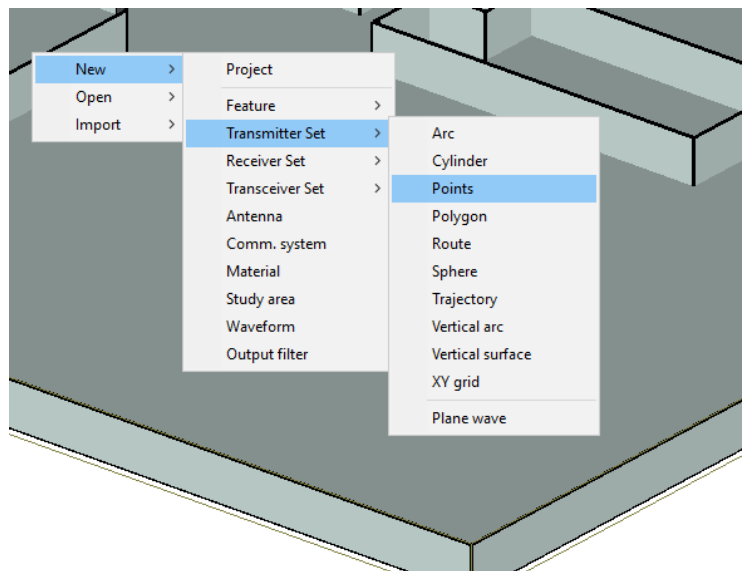 New
Open
Import
Project
Feature
Transmitter Set
Receiver Set
Transceiver Set
Antenna
Comm. system
Material
Study area
Waveform
Output filter
Arc
Cylinder
Points
Polygon
Route
Sphere
Trajectory
Vertical arc
Vertical surface
XY grid
Plane wave